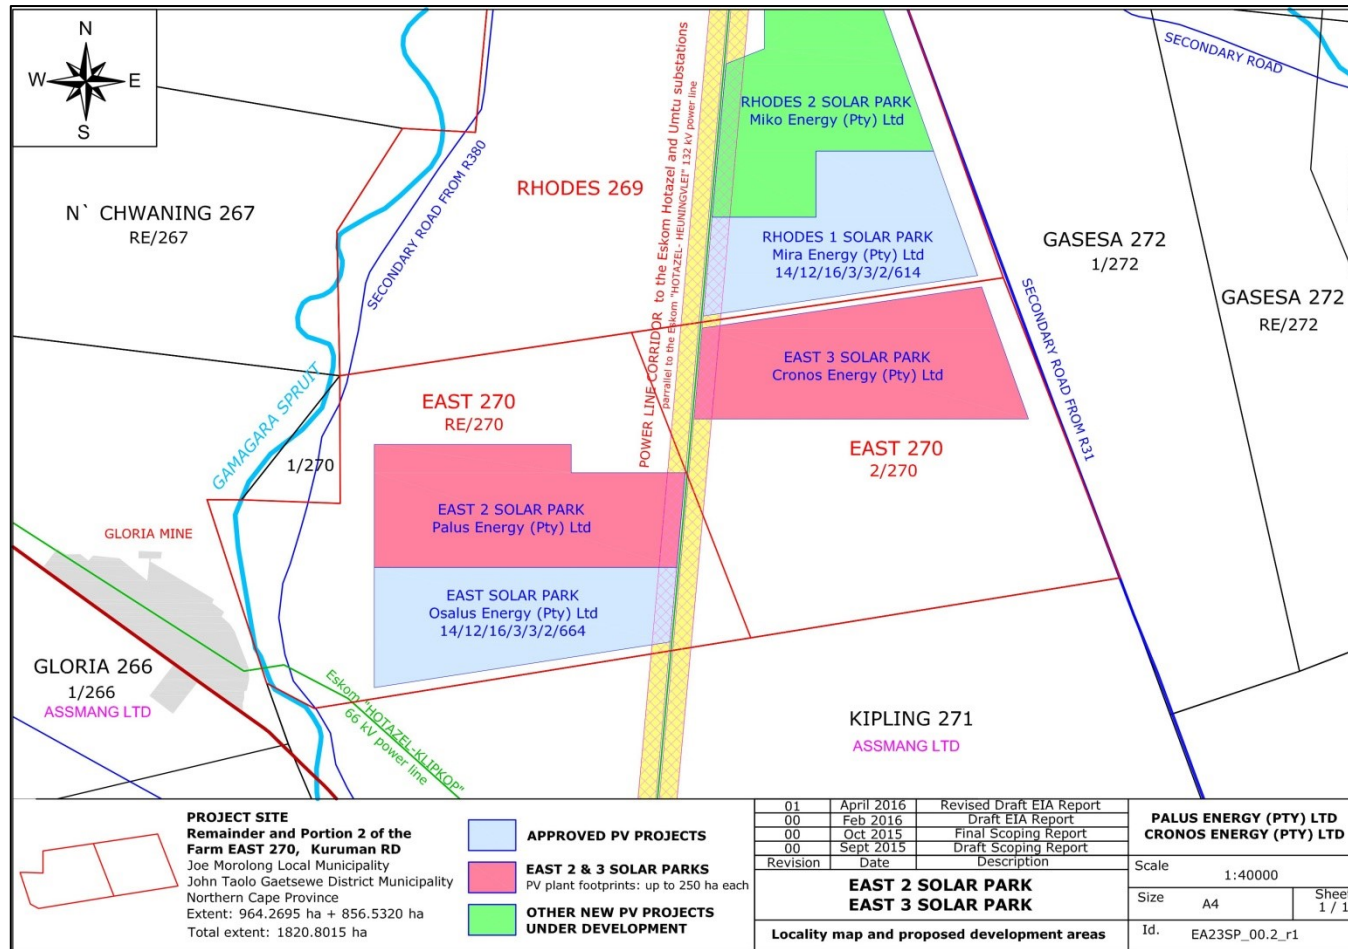 N
W
E
S
RHODES 2 SOLAR PARK
Miko Energy (Pty) Ltd
SECONDARY ROAD
SECONDARY ROAD FROM R380
RHODES 269
N` CHWANING 267
RE/267
POWER LINE CORRIDOR to the Eskom Hotazel and Umtu substations
parrallel to the Eskom "HOTAZEL- HEUNINGVLEI" 132 kV power line
RHODES 1 SOLAR PARK
Mira Energy (Pty) Ltd
14/12/16/3/3/2/614
GASESA 272
1/272
GASESA 272
RE/272
SECONDARY ROAD FROM R31
EAST 3 SOLAR PARK
Cronos Energy (Pty) Ltd
GAMAGARA SPRUIT
EAST 270
RE/270
1/270
EAST 270
2/270
EAST 2 SOLAR PARK
Palus Energy (Pty) Ltd
GLORIA MINE
EAST SOLAR PARK
Osalus Energy (Pty) Ltd
14/12/16/3/3/2/664
GLORIA 266
1/266
ASSMANG LTD
Eskom "HOTAZEL-KLIPKOP"
66 kV power line
KIPLING 271
ASSMANG LTD
PROJECT SITE
Remainder and Portion 2 of the
Farm EAST 270, Kuruman RD
Joe Morolong Local Municipality
John Taolo Gaetsewe District Municipality
Northern Cape Province
Extent: 964.2695 ha + 856.5320 ha
Total extent: 1820.8015 ha
APPROVED PV PROJECTS
EAST 2 & 3 SOLAR PARKS
PV plant footprints: up to 250 ha each
OTHER NEW PV PROJECTS
UNDER DEVELOPMENT
01 April 2016 Revised Draft EIA Report
00 Feb 2016 Draft EIA Report
00 Oct 2015 Final Scoping Report
00 Sept 2015 Draft Scoping Report
Revision Date Description
EAST 2 SOLAR PARK
EAST 3 SOLAR PARK
Locality map and proposed development areas
PALUS ENERGY (PTY) LTD
CRONOS ENERGY (PTY) LTD
Scale
1:40000
Size A4
Sheet
1 / 1
Id. EA23SP_00.2_r1